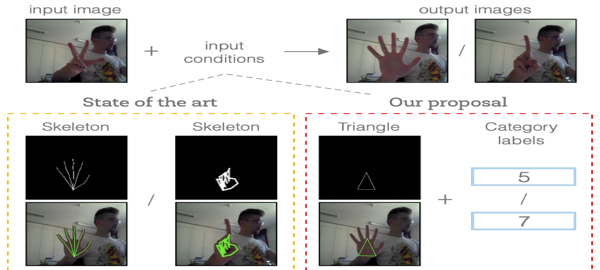 input image
output images
+
input
conditions
/
State of the art
Our proposal
Skeleton
Skeleton
/
Triangle
+
Category
labels
5
/
7